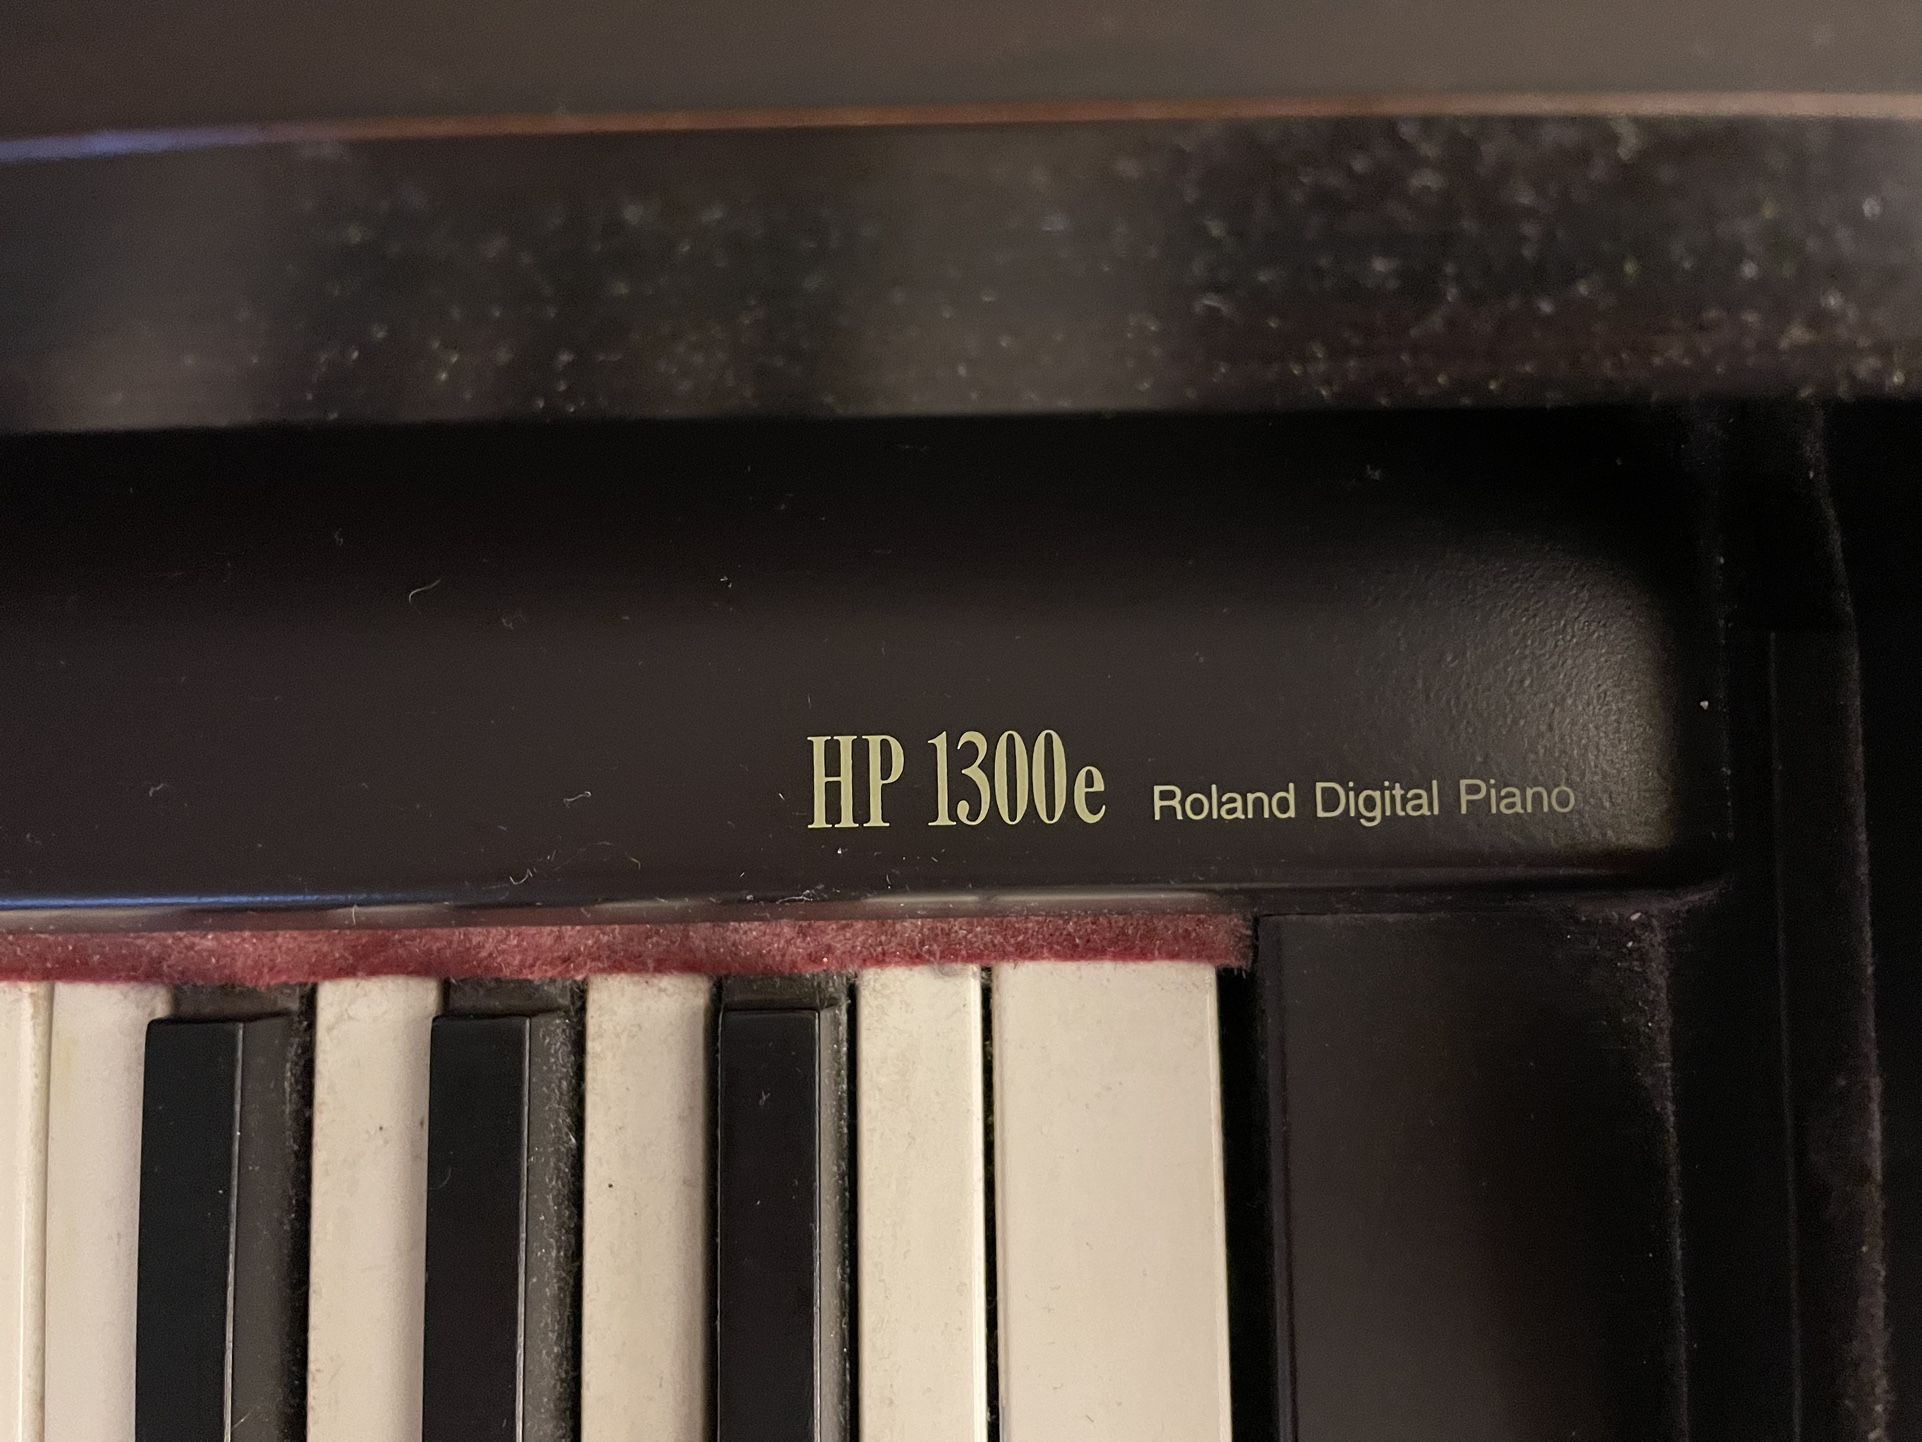 HP 1300e Roland Digital Piano